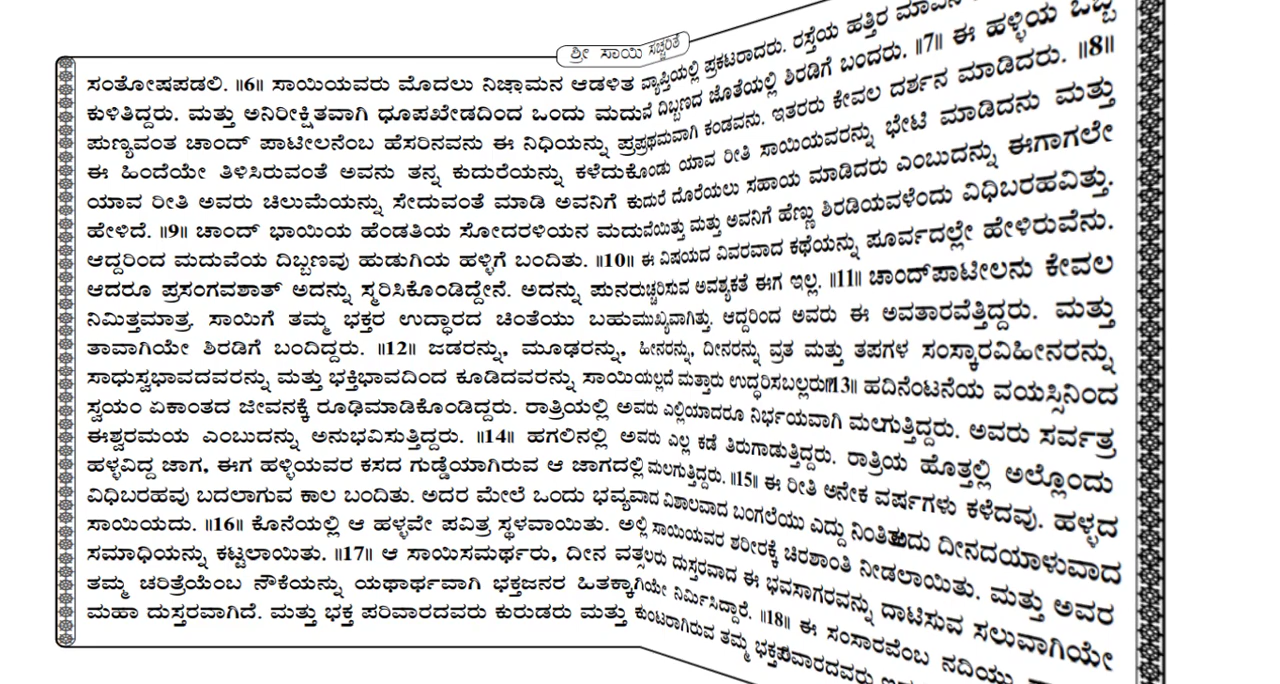 ಶ್ರೀ ಸಾಯಿ ಸಚ್ಚರಿತೆ
ಸಂತೋಷಪಡಲಿ. ॥6॥ ಸಾಯಿಯವರು ಮೊದಲು ನಿಜ಼ಾಮನ ಆಡಳಿತ ವ್ಯಾಪ್ತಿಯಲ್ಲಿ ಪ್ರಕಟರಾದರು. ರಸ್ತೆಯ ಹತ್ತಿರ
ಕುಳಿತಿದ್ದರು. ಮತ್ತು ಅನಿರೀಕ್ಷಿತವಾಗಿ ಧೂಪಖೇಡದಿಂದ ಒಂದು ಮದುವೆ ದಿಬ್ಬಣದ ಜೊತೆಯಲ್ಲಿ ಶಿರಡಿಗೆ ಬಂದರು. ॥7॥ ಈ ಹಳ್ಳಿಯ ಒಬ್ಬ
ಪುಣ್ಯವಂತ ಚಾಂದ್ ಪಾಟೀಲನೆಂಬ ಹೆಸರಿನವನು ಈ ನಿಧಿಯನ್ನು ಪ್ರಪ್ರಥಮವಾಗಿ ಕಂಡವನು. ಇತರರು ಕೇವಲ ದರ್ಶನ ಮಾಡಿದರು. ॥8॥
ಈ ಹಿಂದೆಯೇ ತಿಳಿಸಿರುವಂತೆ ಅವನು ತನ್ನ ಕುದುರೆಯನ್ನು ಕಳೆದುಕೊಂಡು ಯಾವ ರೀತಿ ಸಾಯಿಯವರನ್ನು ಭೇಟಿ ಮಾಡಿದನು ಮತ್ತು
ಯಾವ ರೀತಿ ಅವರು ಚಿಲುಮೆಯನ್ನು ಸೇದುವಂತೆ ಮಾಡಿ ಅವನಿಗೆ ಕುದುರೆ ದೊರೆಯಲು ಸಹಾಯ ಮಾಡಿದರು ಎಂಬುದನ್ನು ಈಗಾಗಲೇ
ಹೇಳಿದೆ. ॥9॥ ಚಾಂದ್ ಭಾಯಿಯ ಹೆಂಡತಿಯ ಸೋದರಳಿಯನ ಮದುವೆಯಿತ್ತು ಮತ್ತು ಅವನಿಗೆ ಹೆಣ್ಣು ಶಿರಡಿಯವಳೆಂದು ವಿಧಿಬರಹವಿತ್ತು.
ಆದ್ದರಿಂದ ಮದುವೆಯ ದಿಬ್ಬಣವು ಹುಡುಗಿಯ ಹಳ್ಳಿಗೆ ಬಂದಿತು. ॥10॥ ಈ ವಿಷಯದ ವಿವರವಾದ ಕಥೆಯನ್ನು ಪೂರ್ವದಲ್ಲೇ ಹೇಳಿರುವೆನು.
ಆದರೂ ಪ್ರಸಂಗವಶಾತ್ ಅದನ್ನು ಸ್ಮರಿಸಿಕೊಂಡಿದ್ದೇನೆ. ಅದನ್ನು ಪುನರುಚ್ಚರಿಸುವ ಅವಶ್ಯಕತೆ ಈಗ ಇಲ್ಲ. ॥11॥ ಚಾಂದ್‌ಪಾಟೀಲನು ಕೇವಲ
ನಿಮಿತ್ತಮಾತ್ರ. ಸಾಯಿಗೆ ತಮ್ಮ ಭಕ್ತರ ಉದ್ಧಾರದ ಚಿಂತೆಯು ಬಹುಮುಖ್ಯವಾಗಿತ್ತು. ಆದ್ದರಿಂದ ಅವರು ಈ ಅವತಾರವೆತ್ತಿದ್ದರು. ಮತ್ತು
ತಾವಾಗಿಯೇ ಶಿರಡಿಗೆ ಬಂದಿದ್ದರು. ॥12॥ ಜಡರನ್ನು, ಮೂಢರನ್ನು, ಹೀನರನ್ನು, ದೀನರನ್ನು ವ್ರತ ಮತ್ತು ತಪಗಳ ಸಂಸ್ಕಾರವಿಹೀನರನ್ನು
ಸಾಧುಸ್ವಭಾವದವರನ್ನು ಮತ್ತು ಭಕ್ತಿಭಾವದಿಂದ ಕೂಡಿದವರನ್ನು ಸಾಯಿಯಲ್ಲದೆ ಮತ್ತಾರು ಉದ್ಧರಿಸಬಲ್ಲರು? ॥13॥ ಹದಿನೆಂಟನೆಯ ವಯಸ್ಸಿನಿಂದ
ಸ್ವಯಂ ಏಕಾಂತದ ಜೀವನಕ್ಕೆ ರೂಢಿಮಾಡಿಕೊಂಡಿದ್ದರು. ರಾತ್ರಿಯಲ್ಲಿ ಅವರು ಎಲ್ಲಿಯಾದರೂ ನಿರ್ಭಯವಾಗಿ ಮಲಗುತ್ತಿದ್ದರು. ಅವರು ಸರ್ವತ್ರ
ಈಶ್ವರಮಯ ಎಂಬುದನ್ನು ಅನುಭವಿಸುತ್ತಿದ್ದರು. ॥14॥ ಹಗಲಿನಲ್ಲಿ ಅವರು ಎಲ್ಲ ಕಡೆ ತಿರುಗಾಡುತ್ತಿದ್ದರು. ರಾತ್ರಿಯ ಹೊತ್ತಲ್ಲಿ ಅಲ್ಲೊಂದು
ಹಳ್ಳವಿದ್ದ ಜಾಗ, ಈಗ ಹಳ್ಳಿಯವರ ಕಸದ ಗುಡ್ಡೆಯಾಗಿರುವ ಆ ಜಾಗದಲ್ಲಿ ಮಲಗುತ್ತಿದ್ದರು. ॥15॥ ಈ ರೀತಿ ಅನೇಕ ವರ್ಷಗಳು ಕಳೆದವು. ಹಳ್ಳದ
ವಿಧಿಬರಹವು ಬದಲಾಗುವ ಕಾಲ ಬಂದಿತು. ಅದರ ಮೇಲೆ ಒಂದು ಭವ್ಯವಾದ ವಿಶಾಲವಾದ ಬಂಗಲೆಯು ಎದ್ದು ನಿಂತಿತು. ಅದು ದೀನದಯಾಳುವಾದ
ಸಾಯಿಯದು. ॥16॥ ಕೊನೆಯಲ್ಲಿ ಆ ಹಳ್ಳವೇ ಪವಿತ್ರ ಸ್ಥಳವಾಯಿತು. ಅಲ್ಲಿ ಸಾಯಿಯವರ ಶರೀರಕ್ಕೆ ಚಿರಶಾಂತಿ ನೀಡಲಾಯಿತು. ಮತ್ತು ಅವರ
ಸಮಾಧಿಯನ್ನು ಕಟ್ಟಲಾಯಿತು. ॥17॥ ಆ ಸಾಯಿಸಮರ್ಥರು, ದೀನ ವತ್ಸಲರು ದುಸ್ತರವಾದ ಈ ಭವಸಾಗರವನ್ನು ದಾಟಿಸುವ ಸಲುವಾಗಿಯೇ
ತಮ್ಮ ಚರಿತ್ರೆಯೆಂಬ ನೌಕೆಯನ್ನು ಯಥಾರ್ಥವಾಗಿ ಭಕ್ತಜನರ ಹಿತಕ್ಕಾಗಿಯೇ ನಿರ್ಮಿಸಿದ್ದಾರೆ. ॥18॥ ಈ ಸಂಸಾರವೆಂಬ ನದಿಯು
ಮಹಾ ದುಸ್ತರವಾಗಿದೆ. ಮತ್ತು ಭಕ್ತ ಪರಿವಾರದವರು ಕುರುಡರು ಮತ್ತು ಕುಂಟರಾಗಿರುವ ತಮ್ಮ ಭಕ್ತಪರಿವಾರದವರು